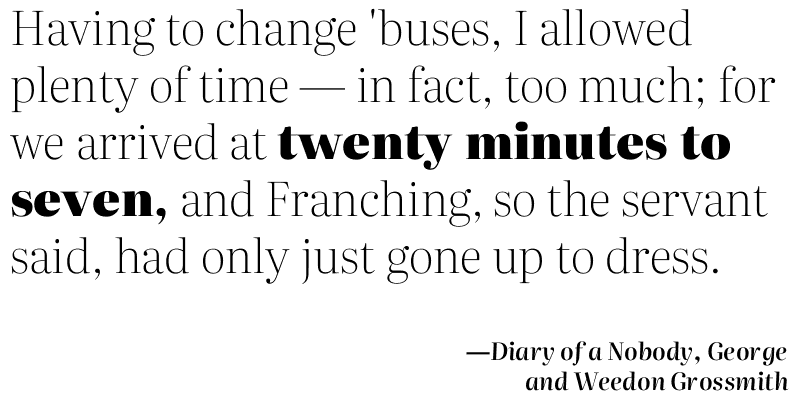 Having to change 'buses, I allowed
plenty of time — in fact, too much; for
we arrived at twenty minutes to
seven, and Franching, so the servant
said, had only just gone up to dress.
—Diary of a Nobody, George
and Weedon Grossmith